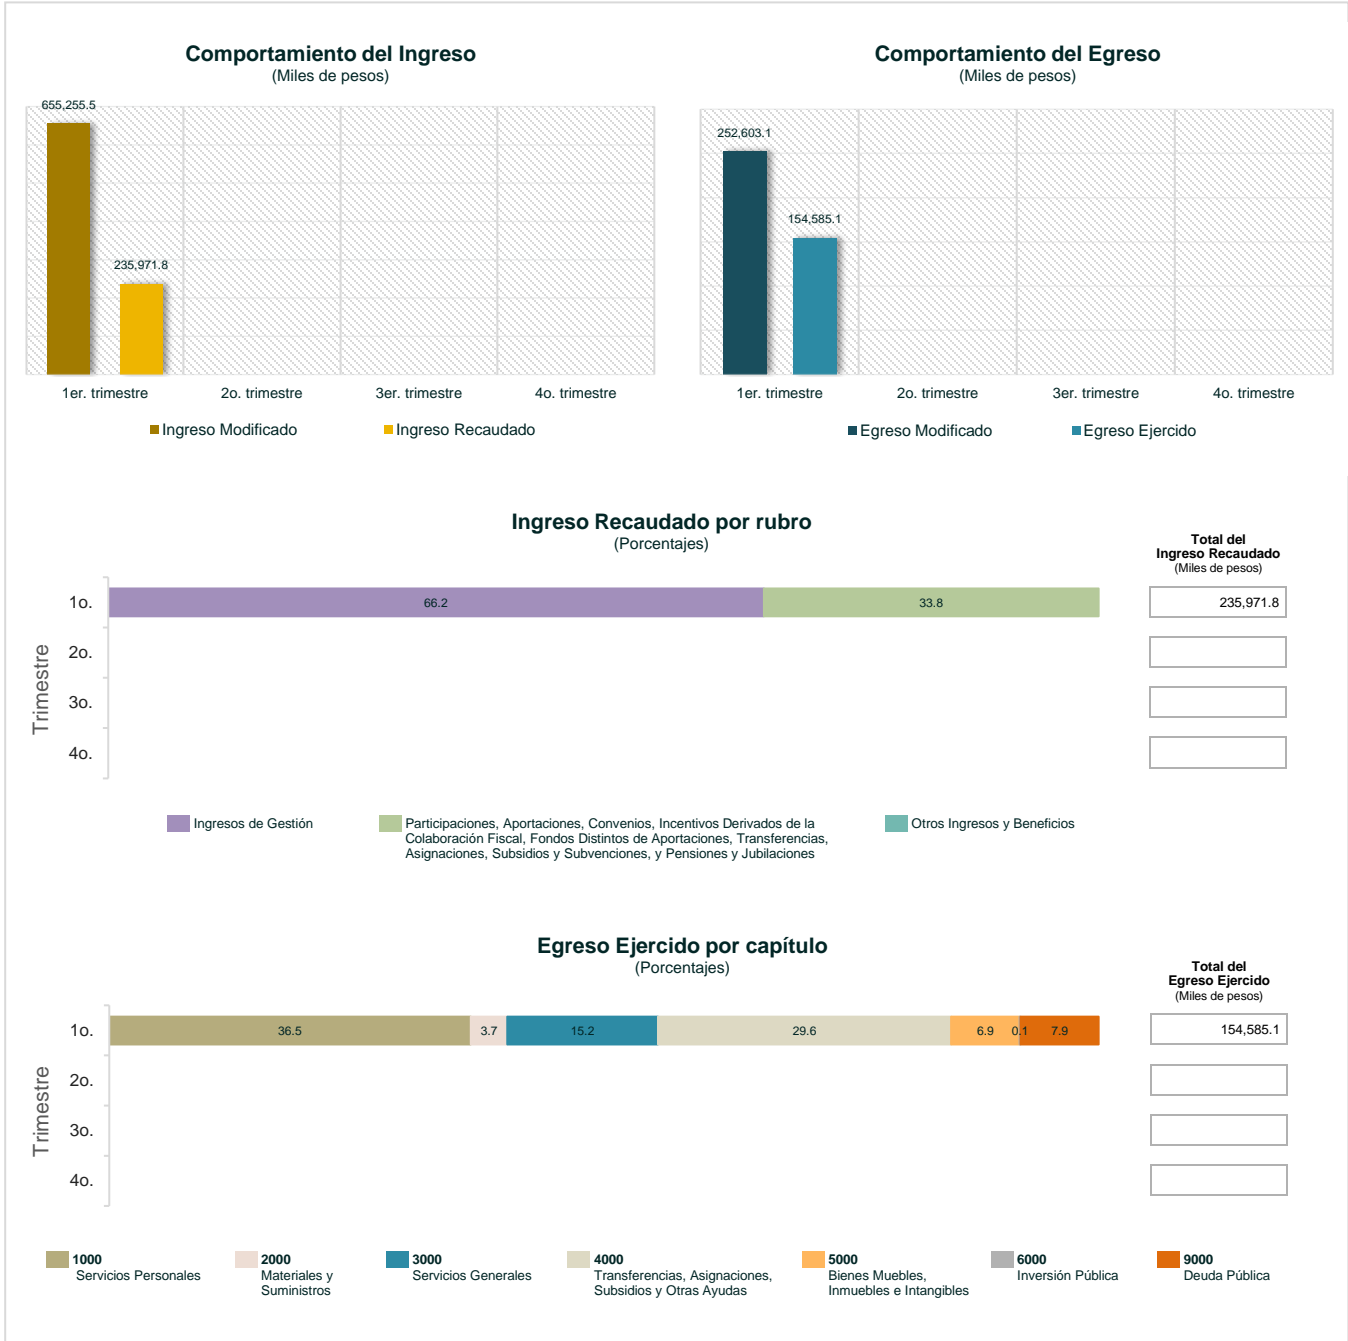 Comportamiento del Ingreso
(Miles de pesos)
655,255.5
235,971.8
1er. trimestre
2o. trimestre
3er. trimestre
4o. trimestre
Ingreso Modificado
Ingreso Recaudado
Comportamiento del Egreso
(Miles de pesos)
252,603.1
154,585.1
1er. trimestre
2o. trimestre
3er. trimestre
4o. trimestre
Egreso Modificado
Egreso Ejercido
Ingreso Recaudado por rubro
(Porcentajes)
Total del
Ingreso Recaudado
(Miles de pesos)
Trimestre
1o.
66.2
33.8
235,971.8
2o.
3o.
4o.
Ingresos de Gestión
Participaciones, Aportaciones, Convenios, Incentivos Derivados de la
Colaboración Fiscal, Fondos Distintos de Aportaciones, Transferencias,
Asignaciones, Subsidios y Subvenciones, y Pensiones y Jubilaciones
Otros Ingresos y Beneficios
Egreso Ejercido por capítulo
(Porcentajes)
Total del
Egreso Ejercido
(Miles de pesos)
Trimestre
1o.
36.5
3.7
15.2
29.6
6.9
0.1
7.9
154,585.1
2o.
3o.
4o.
1000
Servicios Personales
2000
Materiales y
Suministros
3000
Servicios Generales
4000
Transferencias, Asignaciones,
Subsidios y Otras Ayudas
5000
Bienes Muebles,
Inmuebles e Intangibles
6000
Inversión Pública
9000
Deuda Pública